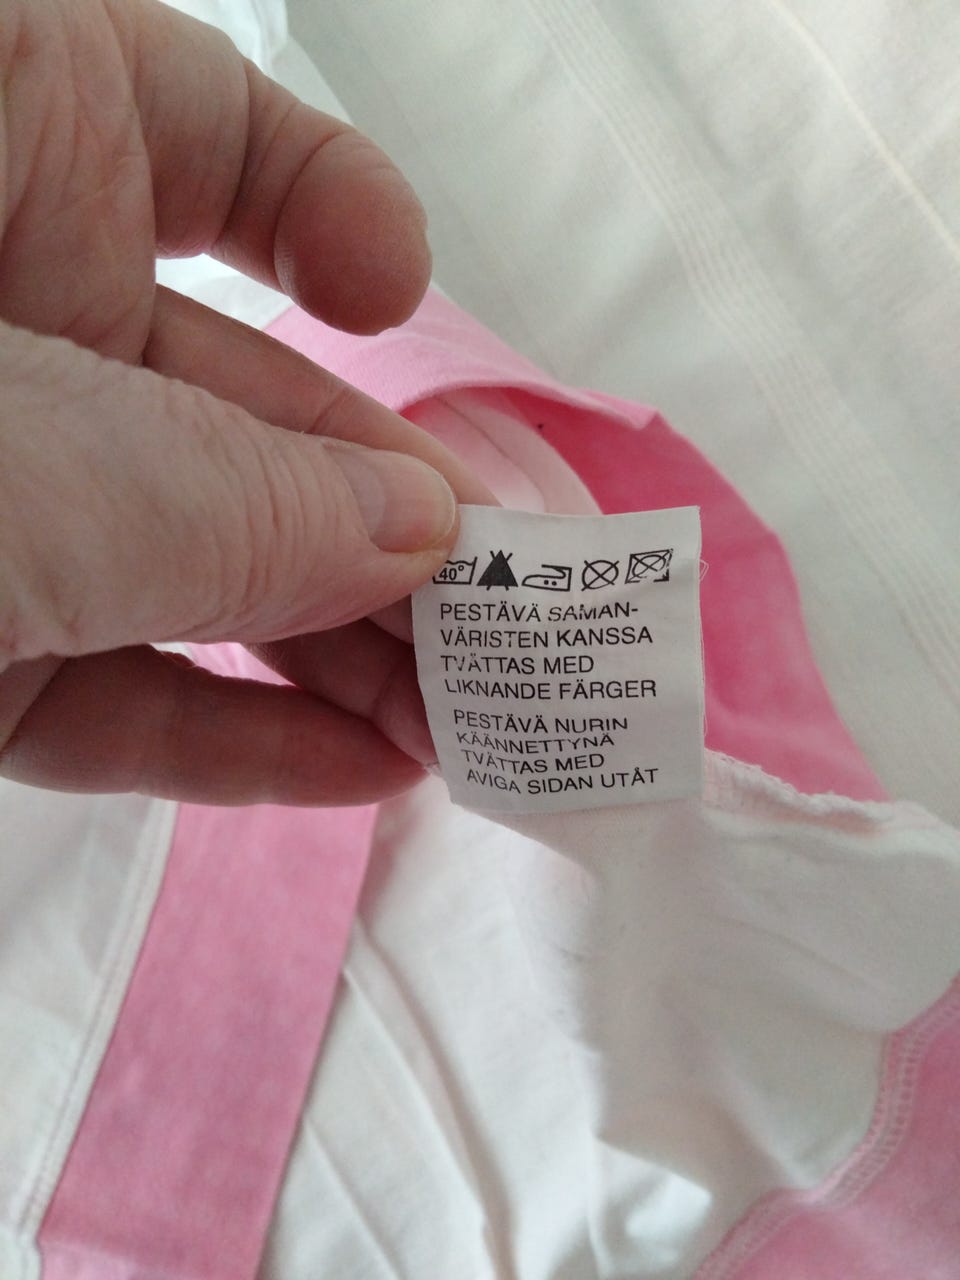 40°
PESTÄVÄ SAMAN-
VÄRISTEN KANSSA
TVÄTTAS MED
LIKNANDE FÄRGER
PESTÄVÄ NURIN
KÄÄNNETTYNÄ
TVÄTTAS MED
AVIGA SIDAN UTÅT